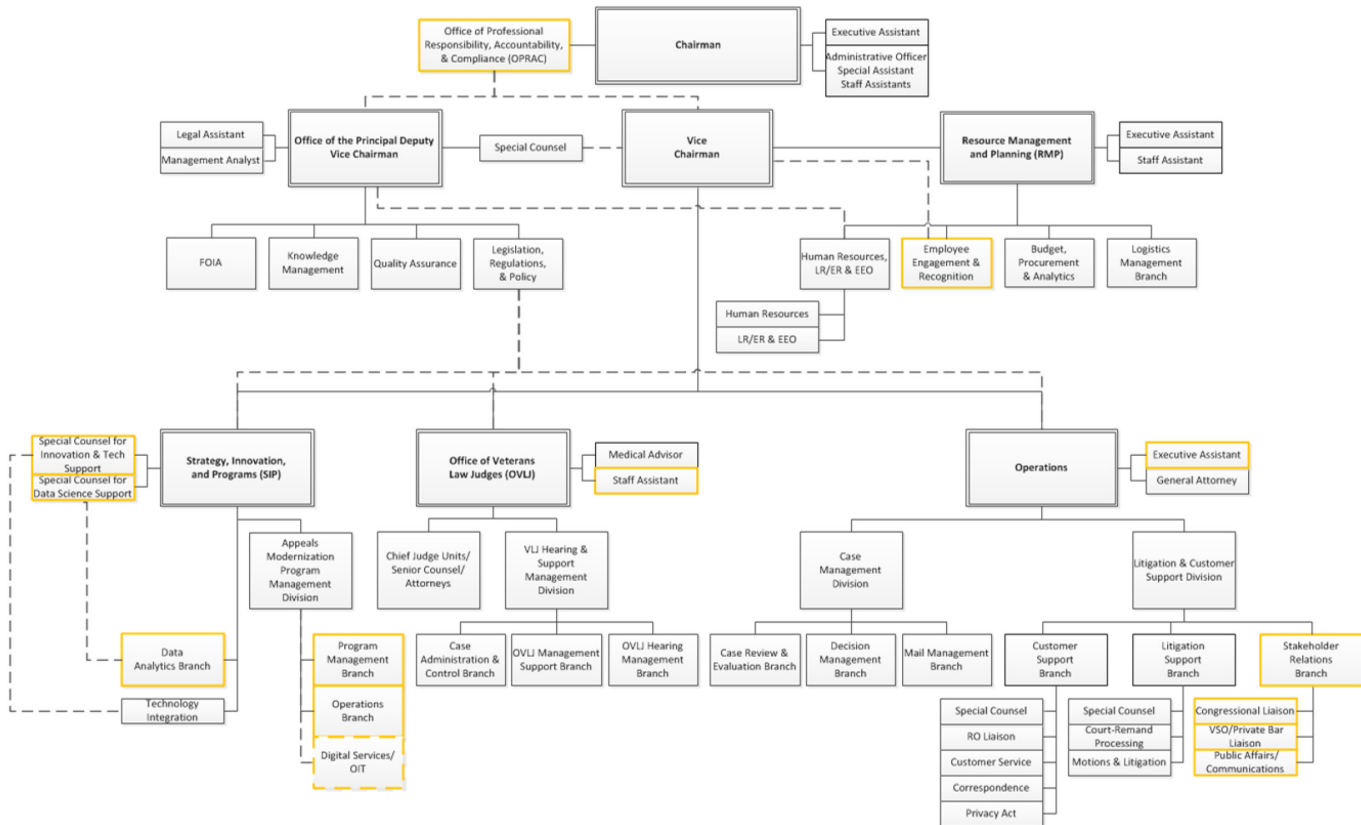 Office of Professional
Responsibility, Accountability,
& Compliance (OPRAC)
Chairman
Executive Assistant
Administrative Officer
Special Assistant
Staff Assistants
Legal Assistant
Management Analyst
Office of the Principal Deputy
Vice Chairman
Special Counsel
Vice
Chairman
Resource Management
and Planning (RMP)
Executive Assistant
Staff Assistant
FOIA
Knowledge
Management
Quality Assurance
Legislation,
Regulations,
& Policy
Human Resources,
LR/ER & EEO
Employee
Engagement &
Recognition
Budget,
Procurement
& Analytics
Logistics
Management
Branch
Human Resources
LR/ER & EEO
Special Counsel for
Innovation & Tech
Support
Special Counsel for
Data Science Support
Strategy, Innovation,
and Programs (SIP)
Office of Veterans
Law Judges (OVLJ)
Medical Advisor
Staff Assistant
Operations
Executive Assistant
General Attorney
Appeals
Modernization
Program
Management
Division
Chief Judge Units/
Senior Counsel/
Attorneys
VLJ Hearing &
Support
Management
Division
Case
Management
Division
Litigation & Customer
Support Division
Data
Analytics Branch
Technology
Integration
Program
Management
Branch
Operations
Branch
Digital Services/
OIT
Case
Administration &
Control Branch
OVLJ Management
Support Branch
OVLJ Hearing
Management
Branch
Case Review &
Evaluation Branch
Decision
Management
Branch
Mail Management
Branch
Customer
Support
Branch
Litigation
Support
Branch
Stakeholder
Relations
Branch
Special Counsel
RO Liaison
Customer Service
Correspondence
Privacy Act
Special Counsel
Court-Remand
Processing
Motions & Litigation
Congressional Liaison
VSO/Private Bar
Liaison
Public Affairs/
Communications